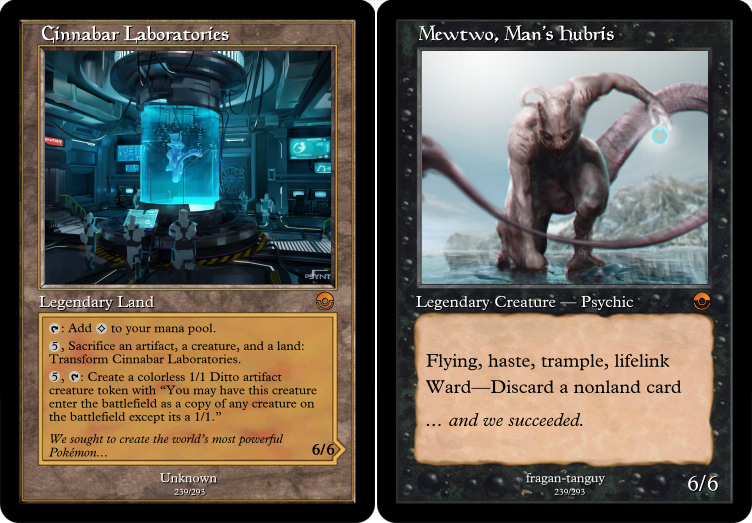 Cinnabar Laboratories
SYNT
Legendary Land
: Add to your mana pool.
5, Sacrifice an artifact, a creature, and a land:
Transform Cinnabar Laboratories.
5, : Create a colorless 1/1 Ditto artifact
creature token with “You may have this creature
enter the battlefield as a copy of any creature on
the battlefield except its a 1/1.”
We sought to create the world's most powerful
Pokémon…
6/6
Unknown
239/293
Mewtwo, Man's hubris
Legendary Creature — Psychic
Flying, haste, trample, lifelink
Ward—Discard a nonland card
… and we succeeded.
fragan-tanguy
239/293
6/6